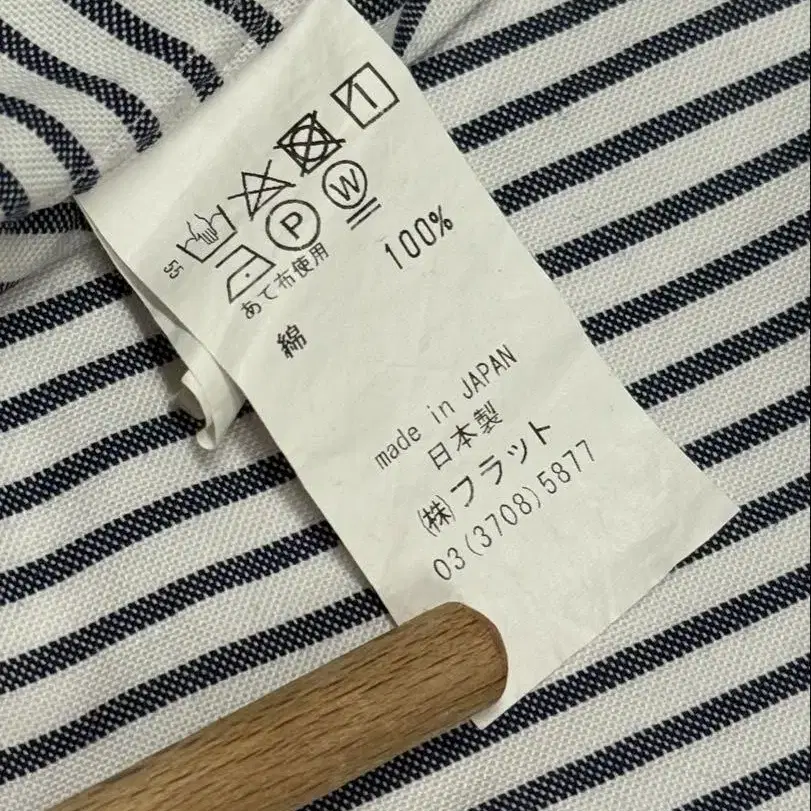 55
P W
あて布使用
綿 100%
made in JAPAN
日本製
㈱フラット
03(3708)5877